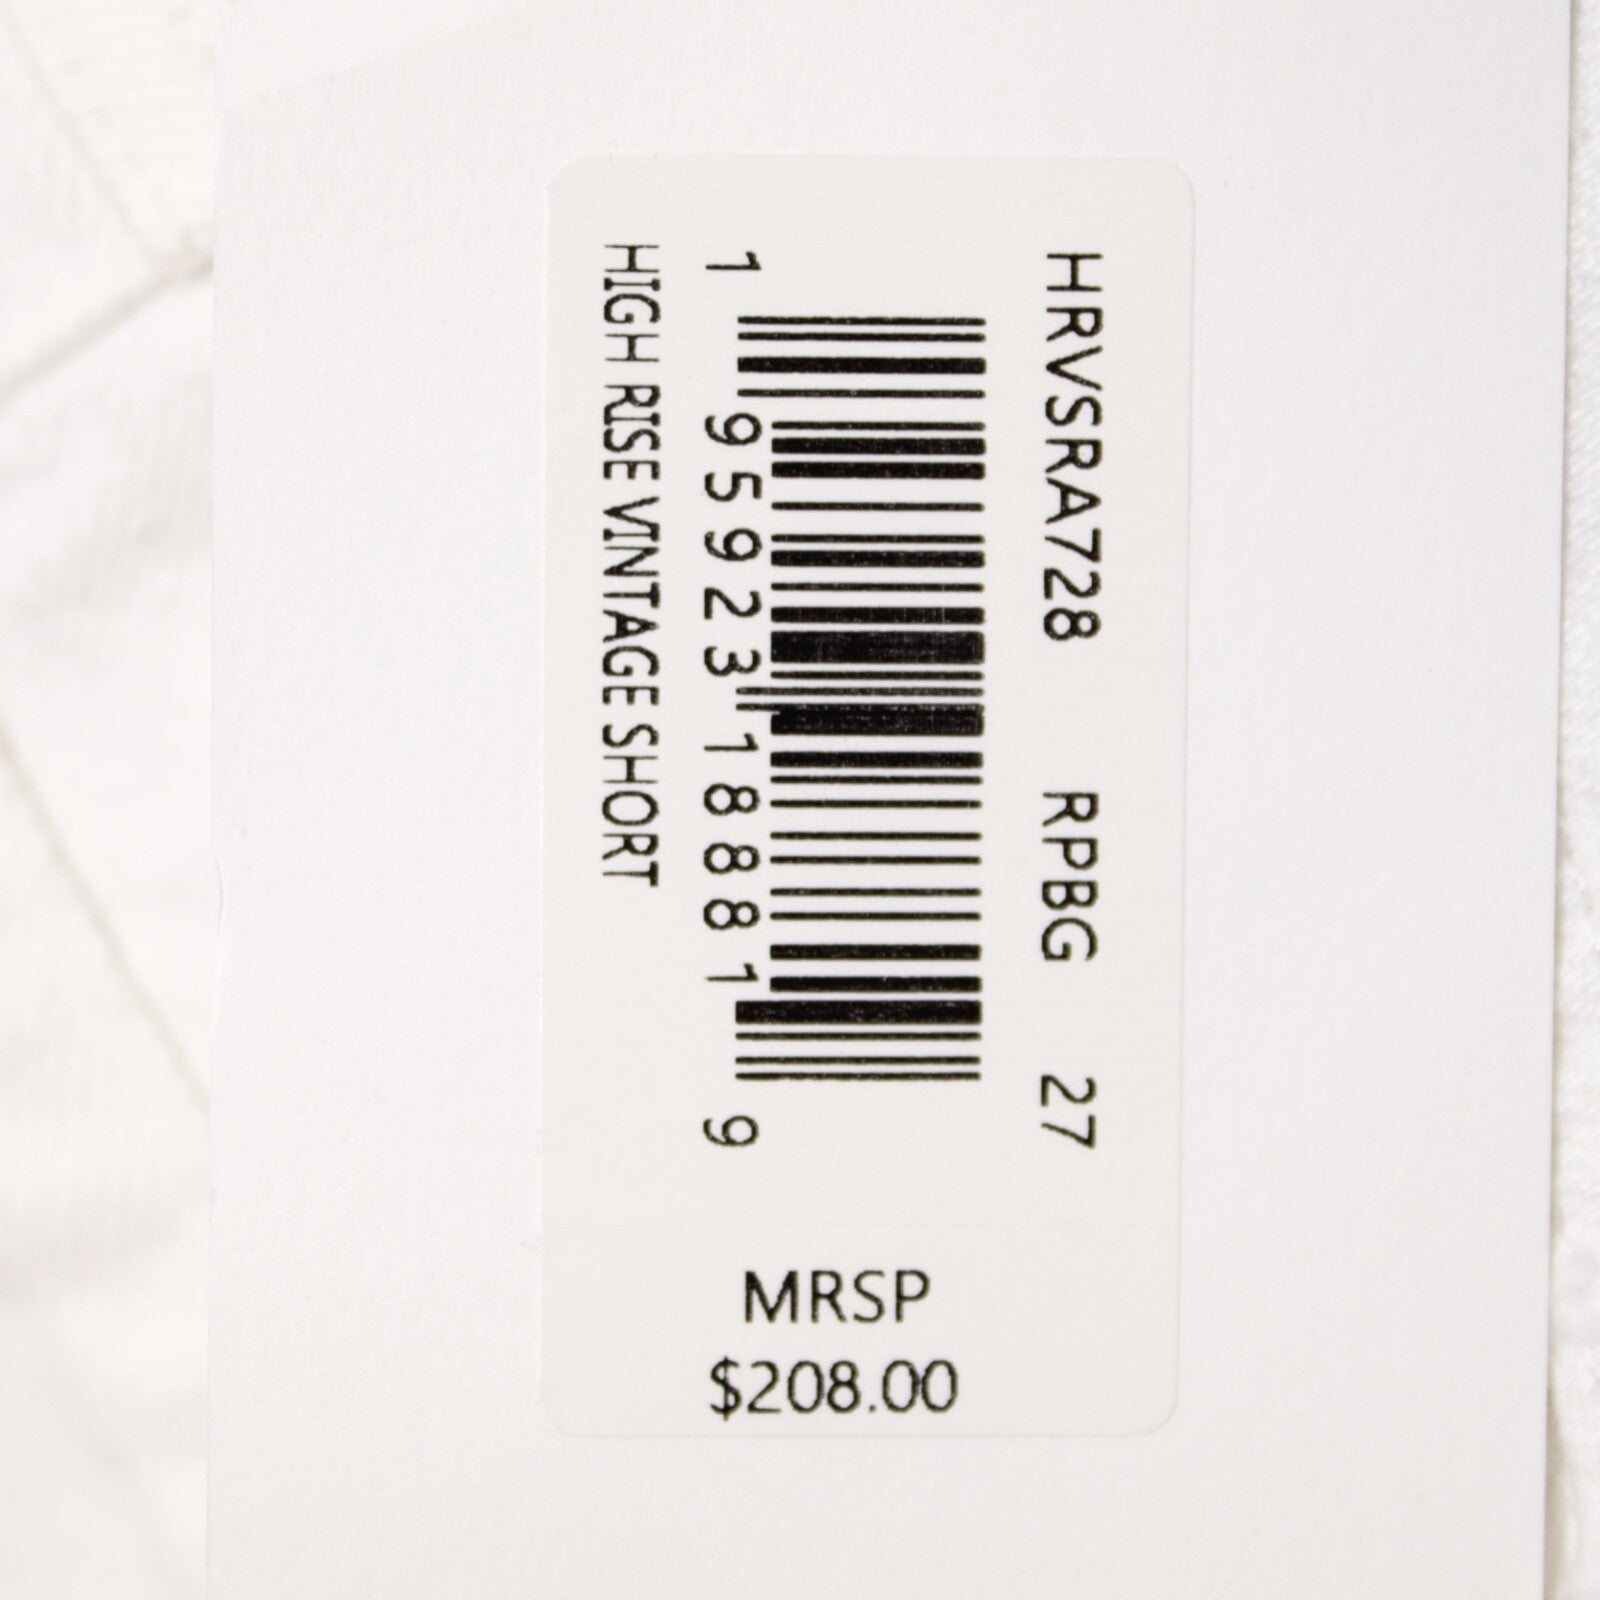 HRVSRA728 RPBG 27
1 95923 18881 9
HIGH RISE VINTAGE SHORT
MRSP
$208.00